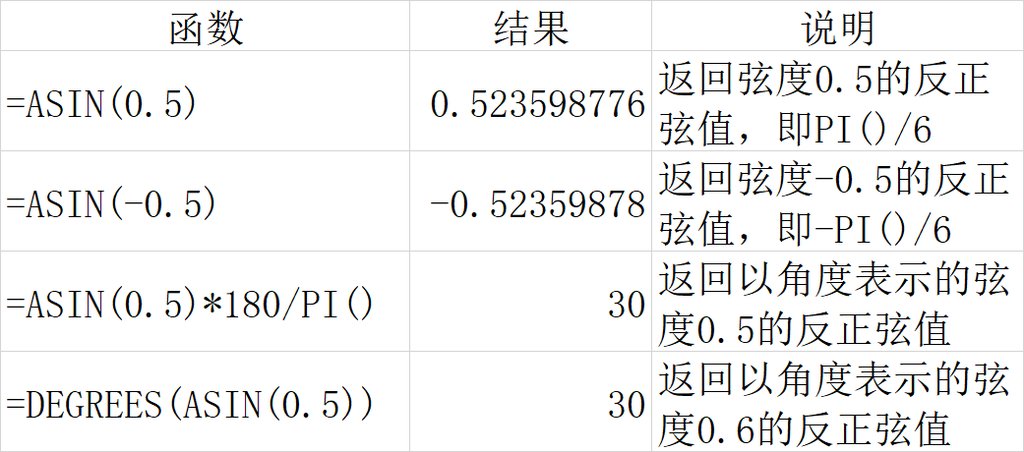 函数 结果 说明
=ASIN(0.5) 0.523598776 返回弦度0.5的反正
弦值，即PI()/6
=ASIN(-0.5) -0.52359878 返回弦度-0.5的反正
弦值，即-PI()/6
=ASIN(0.5)*180/PI() 30 返回以角度表示的弦
度0.5的反正弦值
=DEGREES(ASIN(0.5)) 30 返回以角度表示的弦
度0.6的反正弦值